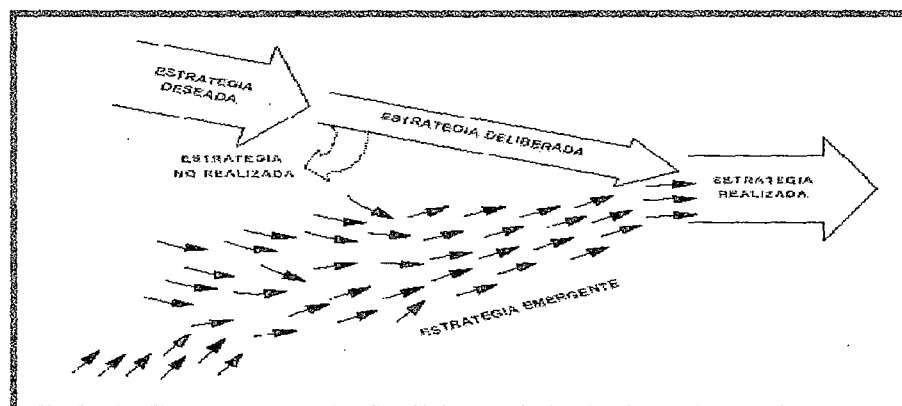 ESTRATEGIA
DESEADA
ESTRATEGIA DELIBERADA
ESTRATEGIA
NO REALIZADA
ESTRATEGIA
REALIZADA
ESTRATEGIA EMERGENTE